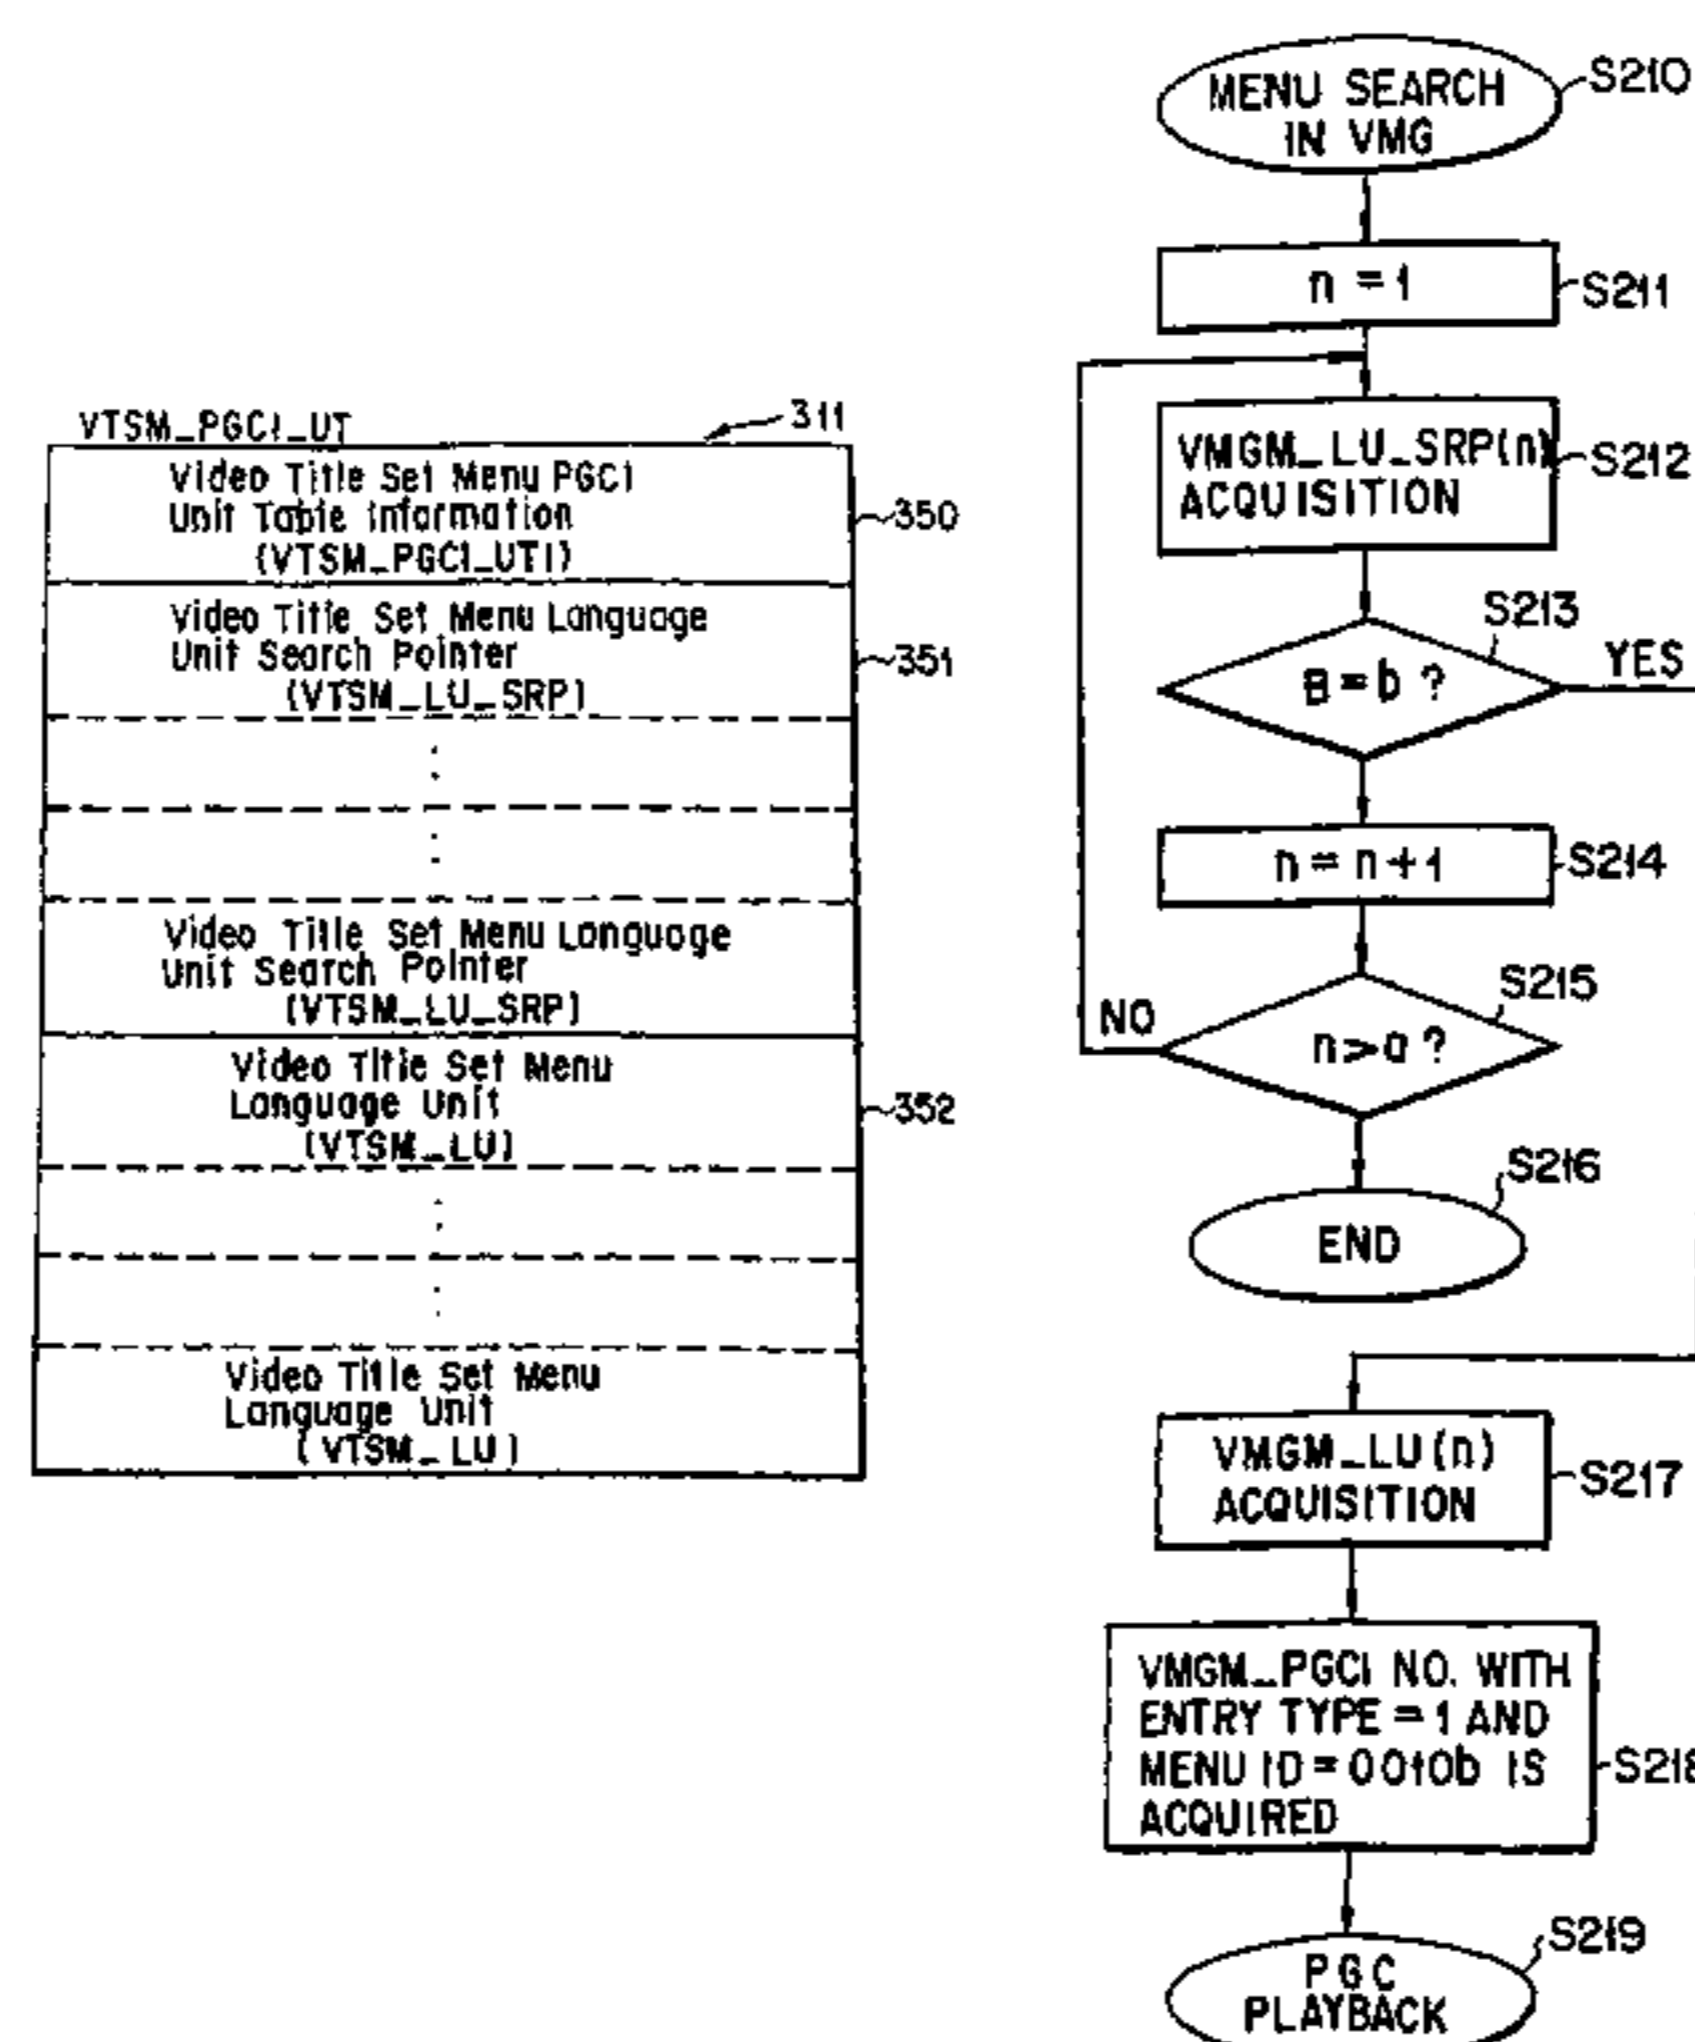 VTSM_PGCI_UT
311
Video Title Set Menu PGCI
Unit Table Information
(VTSM_PGCI_UTI)
350
Video Title Set Menu Language
Unit Search Pointer
(VTSM_LU_SRP)
351
Video Title Set Menu Language
Unit Search Pointer
(VTSM_LU_SRP)
Video Title Set Menu
Language Unit
(VTSM_LU)
352
Video Title Set Menu
Language Unit
(VTSM_LU)
MENU SEARCH
IN VMG
S210
n = 1
S211
VMGM_LU_SRP(n)
ACQUISITION
S212
S213
B = b ?
YES
n = n + 1
S214
S215
NO
n > a ?
S216
END
VMGM_LU (n)
ACQUISITION
S217
VMGM_PGCI NO. WITH
ENTRY TYPE = 1 AND
MENU ID = 0010b IS
ACQUIRED
S218
S219
PGC
PLAYBACK